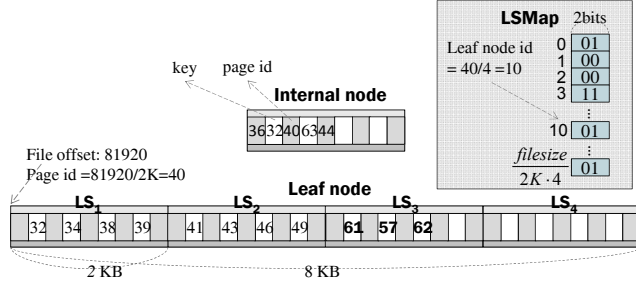 LSMap 2bits
0 01
Leaf node id 1 00
= 40/4 =10 2 00
3 11
10 01
filesize
2K · 4
01
key page id
Internal node
36 32 40 63 44
File offset: 81920
Page id =81920/2K=40
Leaf node
LS1 LS2 LS3 LS4
32 34 38 39 41 43 46 49 61 57 62
2 KB 8 KB